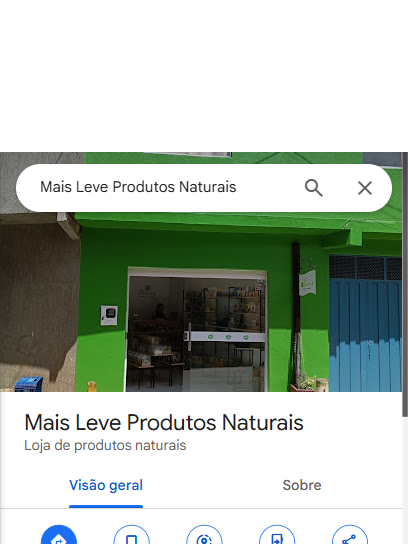 Mais Leve Produtos Naturais
Mais Leve Produtos Naturais
Loja de produtos naturais
Visão geral
Sobre